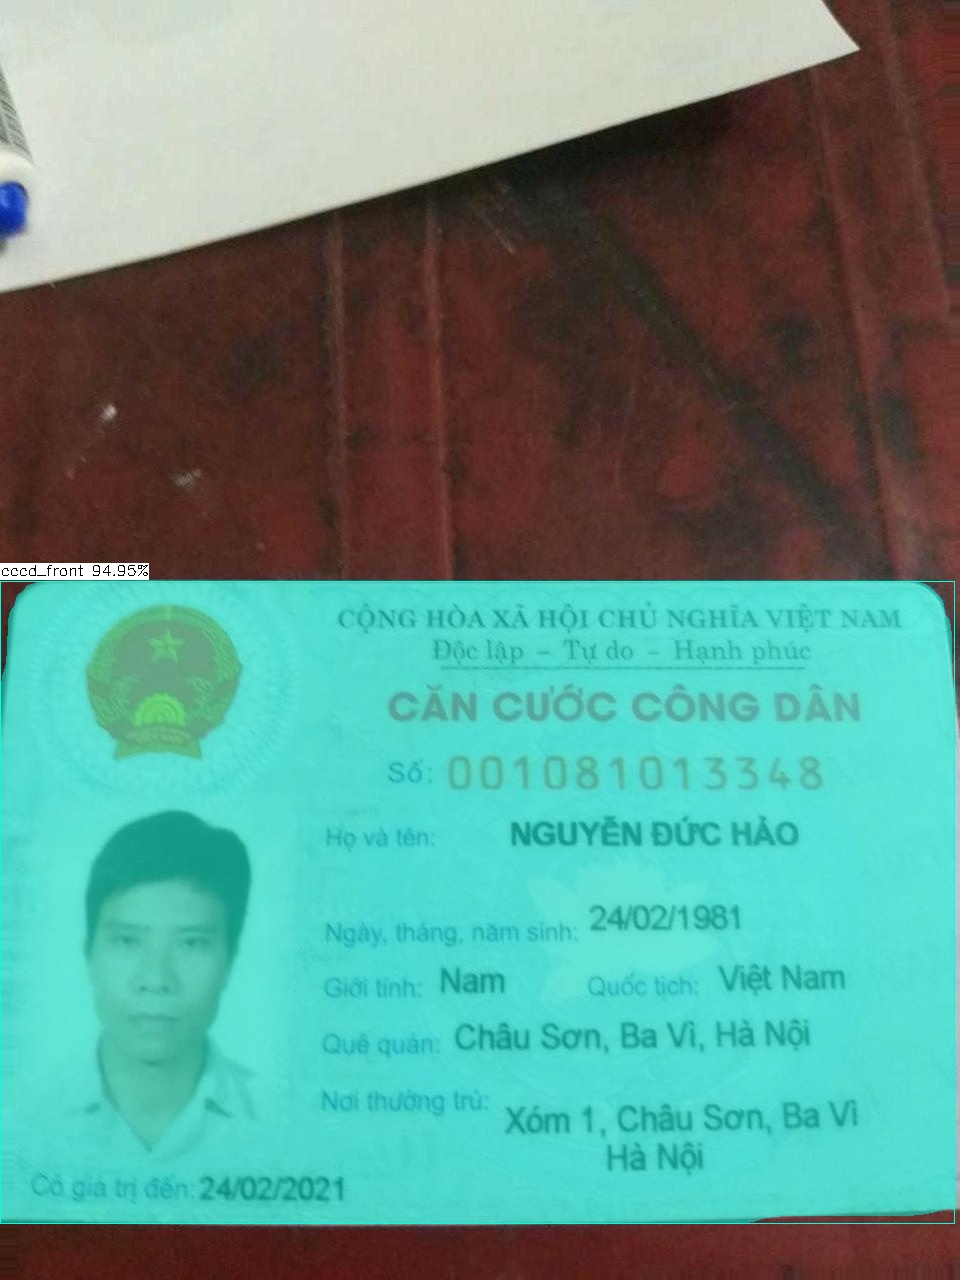 cccd_front 94.95%
CỘNG HÒA XÃ HỘI CHỦ NGHĨA VIỆT NAM
Độc lập – Tự do – Hạnh phúc
CĂN CƯỚC CÔNG DÂN
Số: 001081013348
Họ và tên: NGUYỄN ĐỨC HẢO
Ngày, tháng, năm sinh: 24/02/1981
Giới tính: Nam Quốc tịch: Việt Nam
Quê quán: Châu Sơn, Ba Vì, Hà Nội
Nơi thường trú: Xóm 1, Châu Sơn, Ba Vì
Hà Nội
Có giá trị đến: 24/02/2021